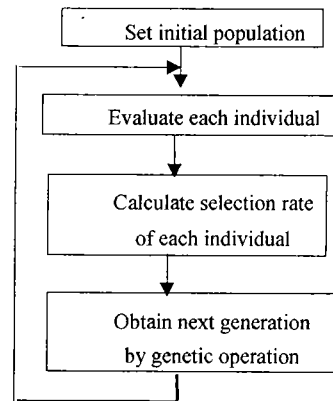 Set initial population
Evaluate each individual
Calculate selection rate
of each individual
Obtain next generation
by genetic operation